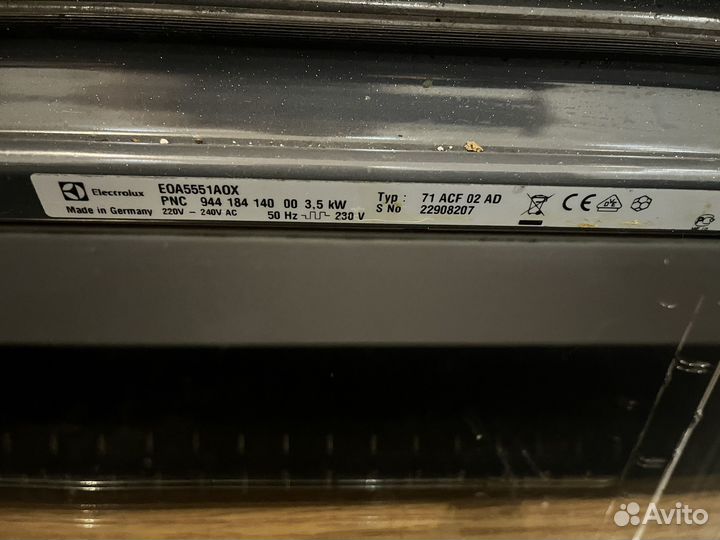 Electrolux EOA5551AOX
PNC 944 184 140 00 3,5 kW Typ : 71 ACF 02 AD
Made in Germany 220V - 240V AC 50 Hz 230 V S No 22908207
CE
Avito